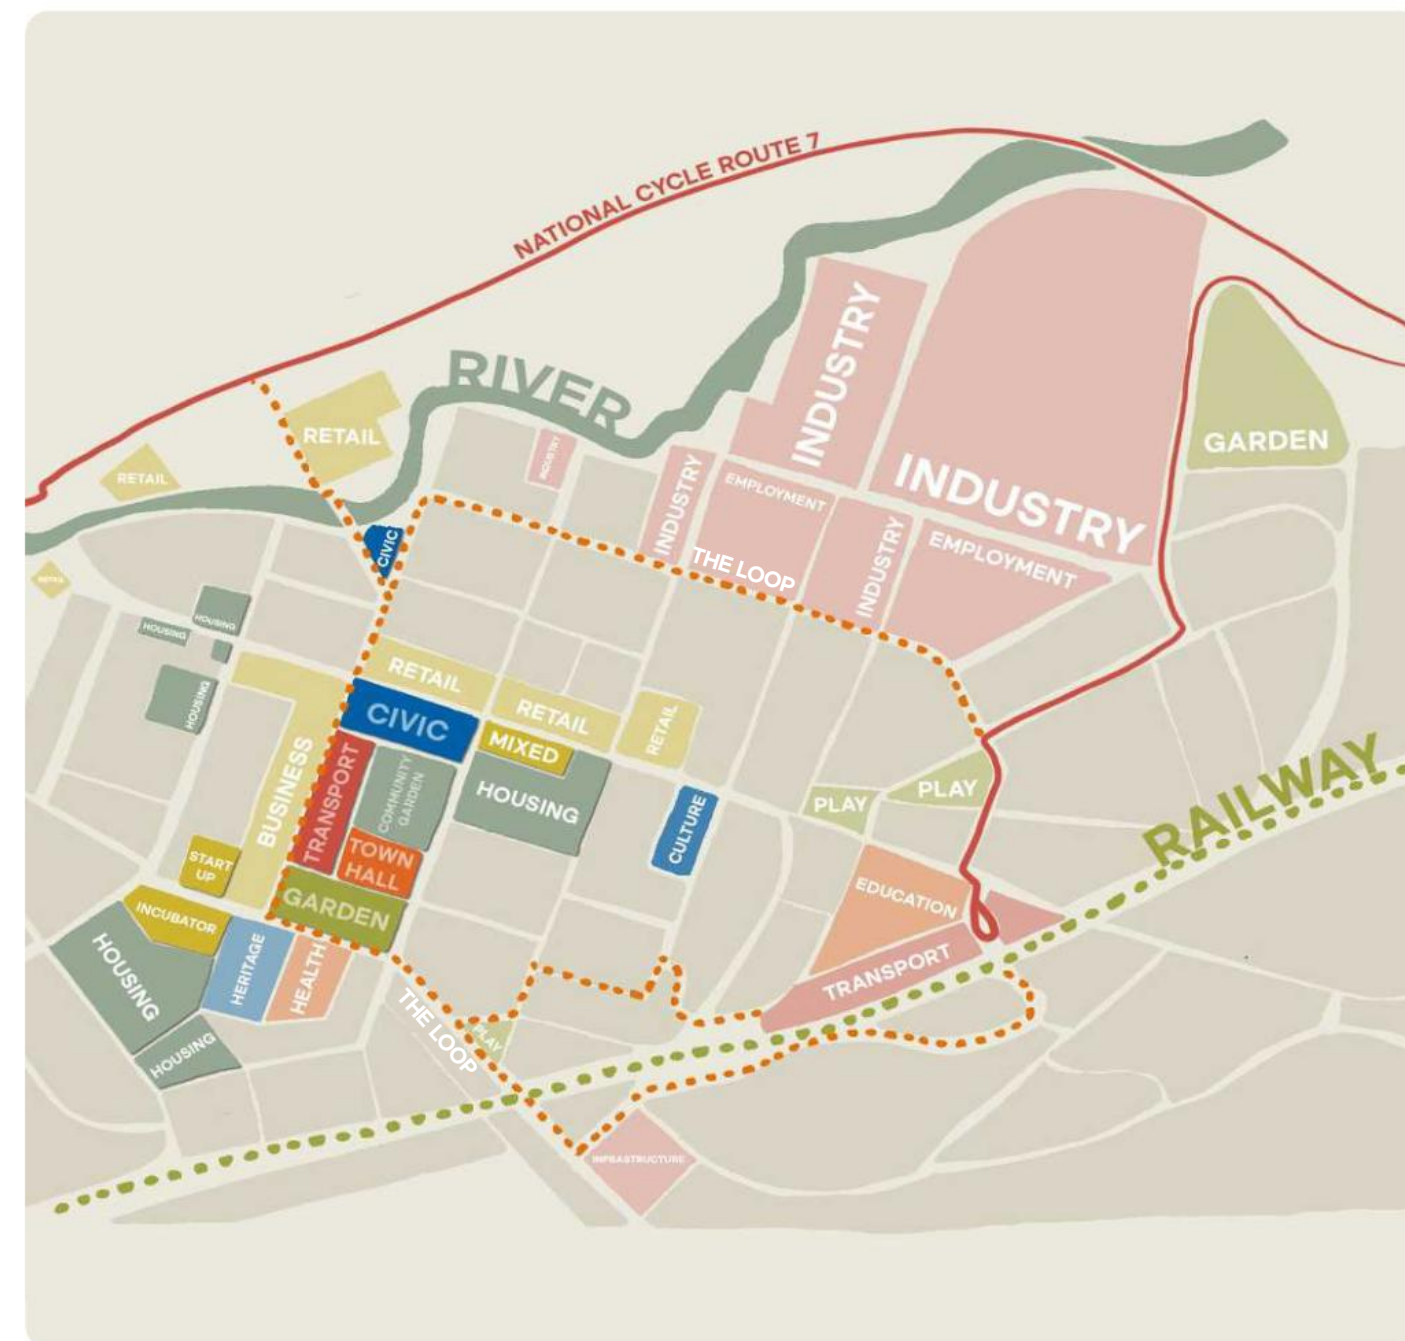 NATIONAL CYCLE ROUTE 7
RIVER
INDUSTRY
RETAIL
GARDEN
RETAIL
INDUSTRY
INDUSTRY
INDUSTRY
EMPLOYMENT
INDUSTRY
EMPLOYMENT
CIVIC
THE LOOP
RETAIL
HOUSING
HOUSING
HOUSING
RETAIL
RETAIL
RETAIL
CIVIC
MIXED
BUSINESS
TRANSPORT
COMMUNITY
GARDEN
HOUSING
PLAY
PLAY
RAILWAY
CULTURE
START
UP
TOWN
HALL
EDUCATION
GARDEN
INCUBATOR
HOUSING
HERITAGE
HEALTH
TRANSPORT
THE LOOP
PLAY
HOUSING
INFRASTRUCTURE